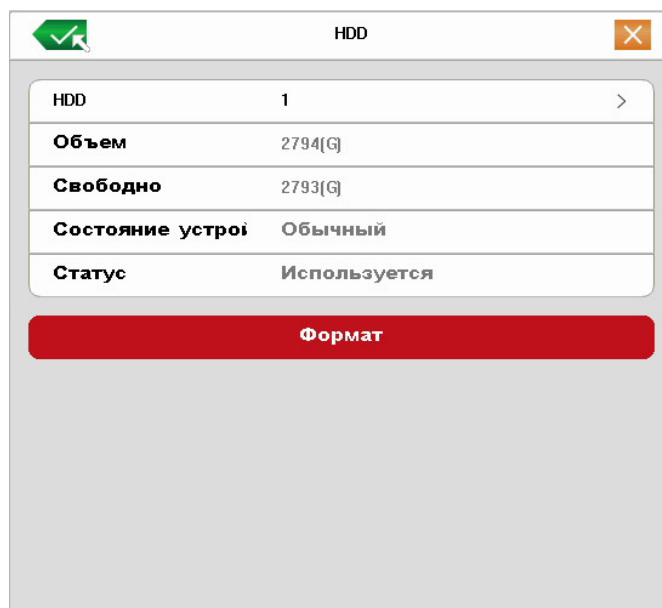 HDD
HDD 1 >
Объем 2794(G)
Свободно 2793(G)
Состояние устрой Обычный
Статус Используется
Формат